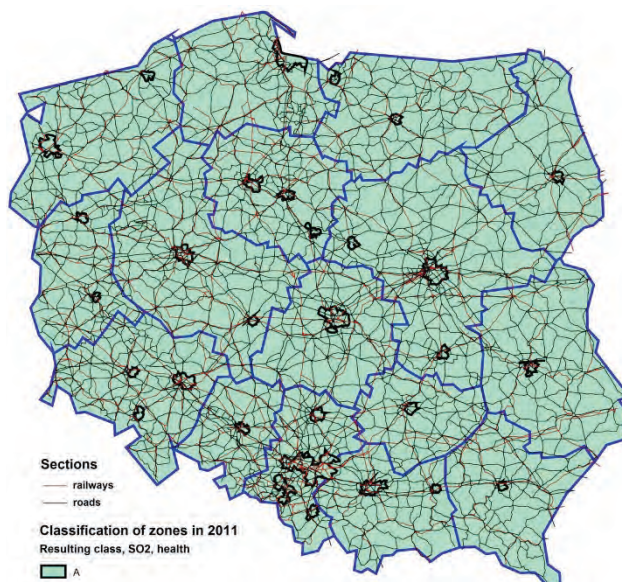 Sections
railways
roads
Classification of zones in 2011
Resulting class, SO2, health
A